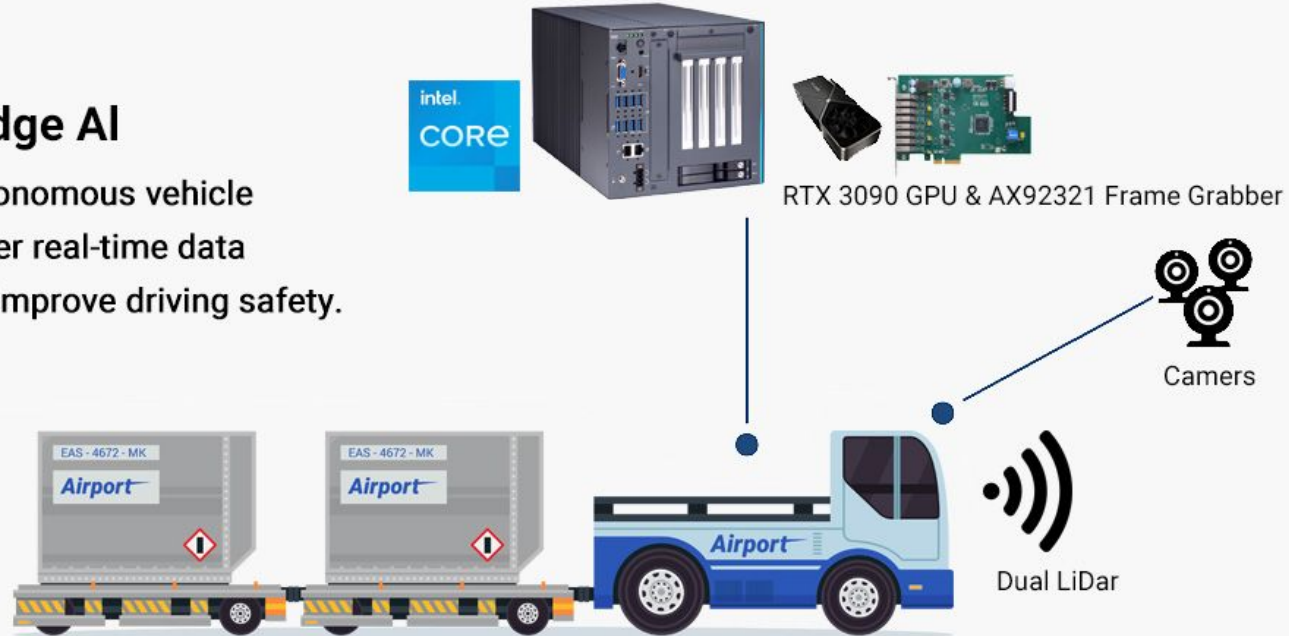 intel.
CORE
dge AI
onomous vehicle
er real-time data
improve driving safety.
RTX 3090 GPU & AX92321 Frame Grabber
Camers
EAS - 4672 - MK
Airport
EAS - 4672 - MK
Airport
Airport
Dual LiDar